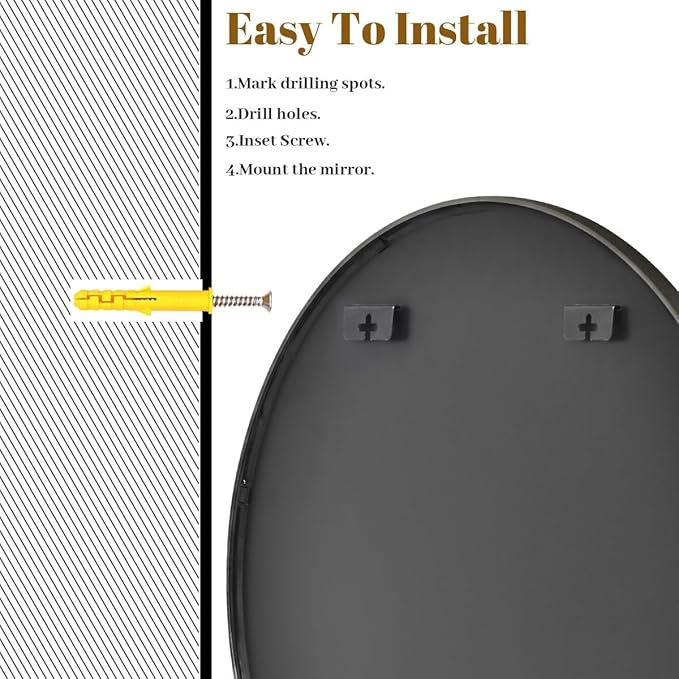 Easy To Install
1.Mark drilling spots.
2.Drill holes.
3.Inset Screw.
4.Mount the mirror.